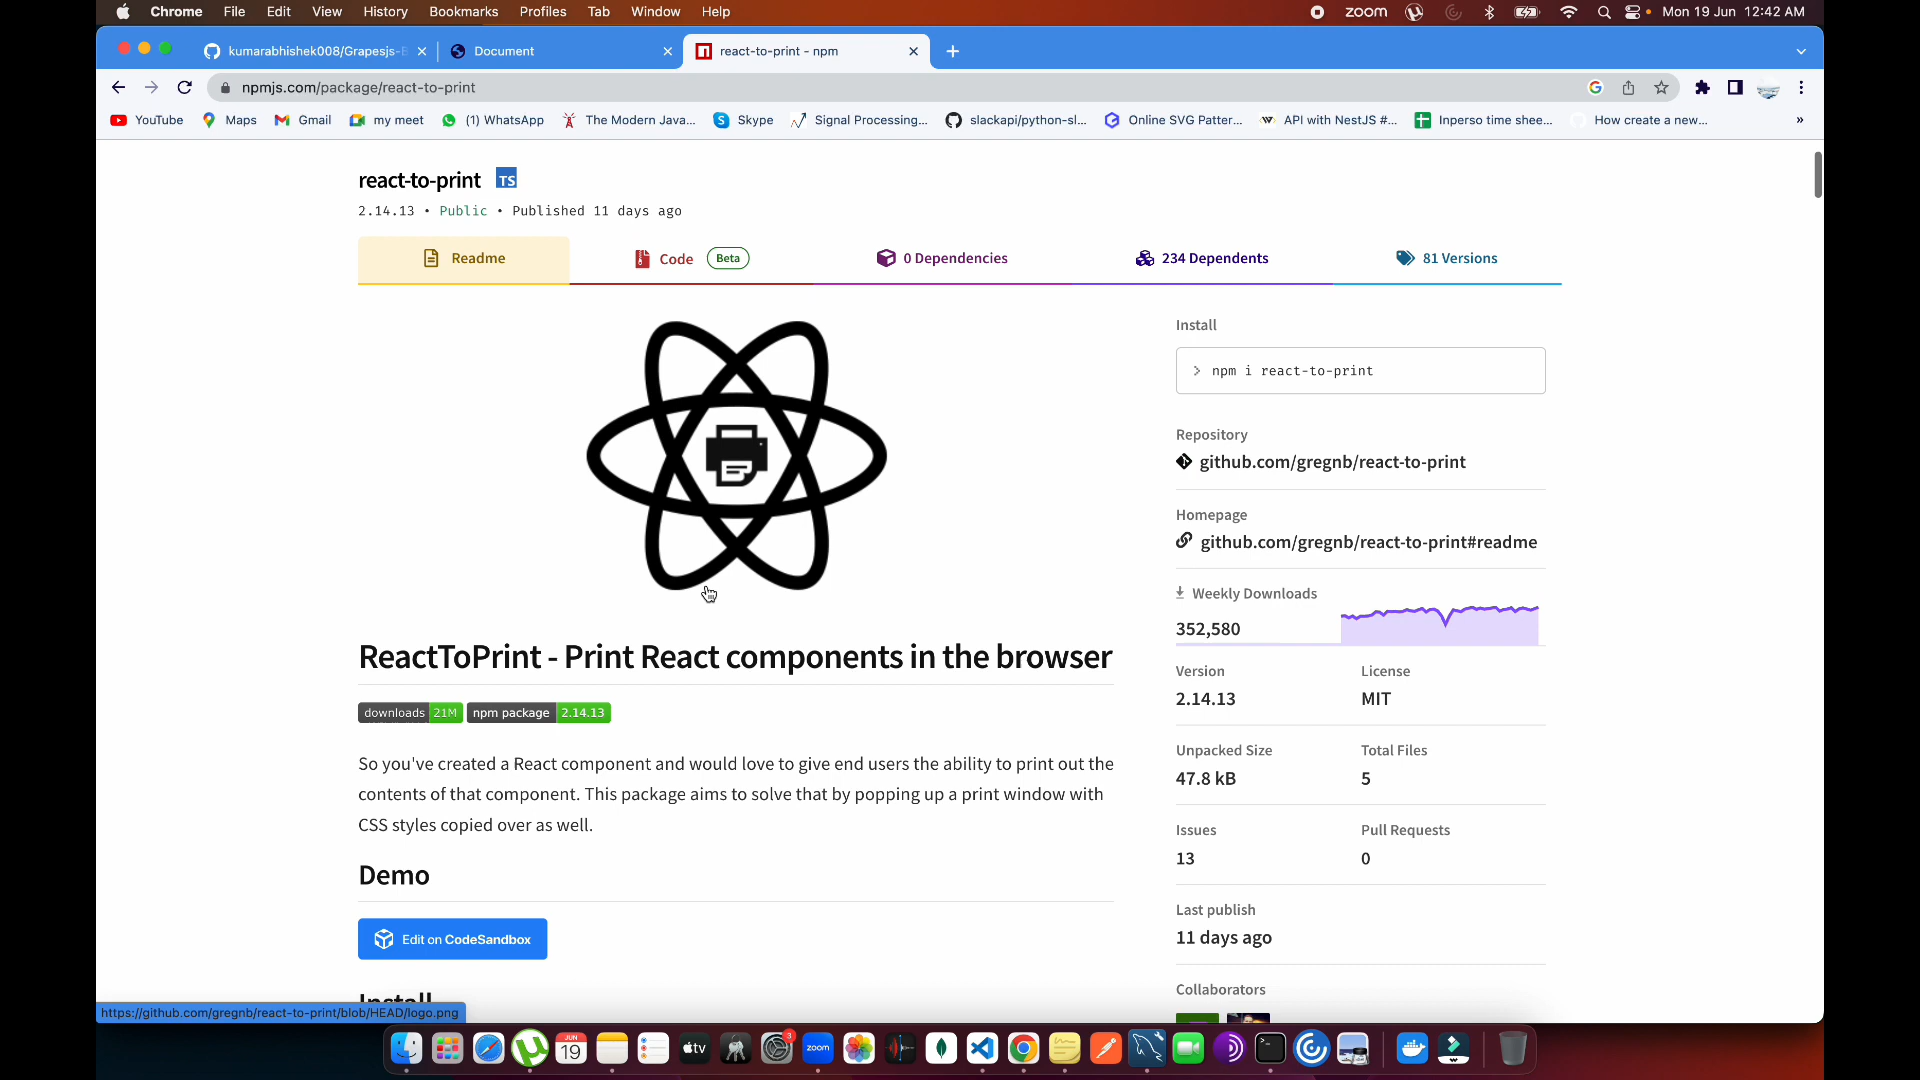 Chrome File Edit View History Bookmarks Profiles Tab Window Help zoom Mon 19 Jun 12:42 AM
kumarabhishek008/Grapesjs- Document react-to-print - npm
npmjs.com/package/react-to-print
YouTube Maps Gmail my meet (1) WhatsApp The Modern Java... Skype Signal Processing... slackapi/python-sl... Online SVG Patter... API with NestJS #... Inperso time shee... How create a new... »
react-to-print TS
2.14.13 • Public • Published 11 days ago
Readme Code Beta 0 Dependencies 234 Dependents 81 Versions
Install
> npm i react-to-print
Repository
github.com/gregnb/react-to-print
Homepage
github.com/gregnb/react-to-print#readme
Weekly Downloads
352,580
Version License
2.14.13 MIT
Unpacked Size Total Files
47.8 kB 5
Issues Pull Requests
13 0
Last publish
11 days ago
Collaborators
ReactToPrint - Print React components in the browser
downloads 21M npm package 2.14.13
So you've created a React component and would love to give end users the ability to print out the
contents of that component. This package aims to solve that by popping up a print window with
CSS styles copied over as well.
Demo
Edit on CodeSandbox
Install
https://github.com/gregnb/react-to-print/blob/HEAD/logo.png
JUN
19
tv
3
zoom